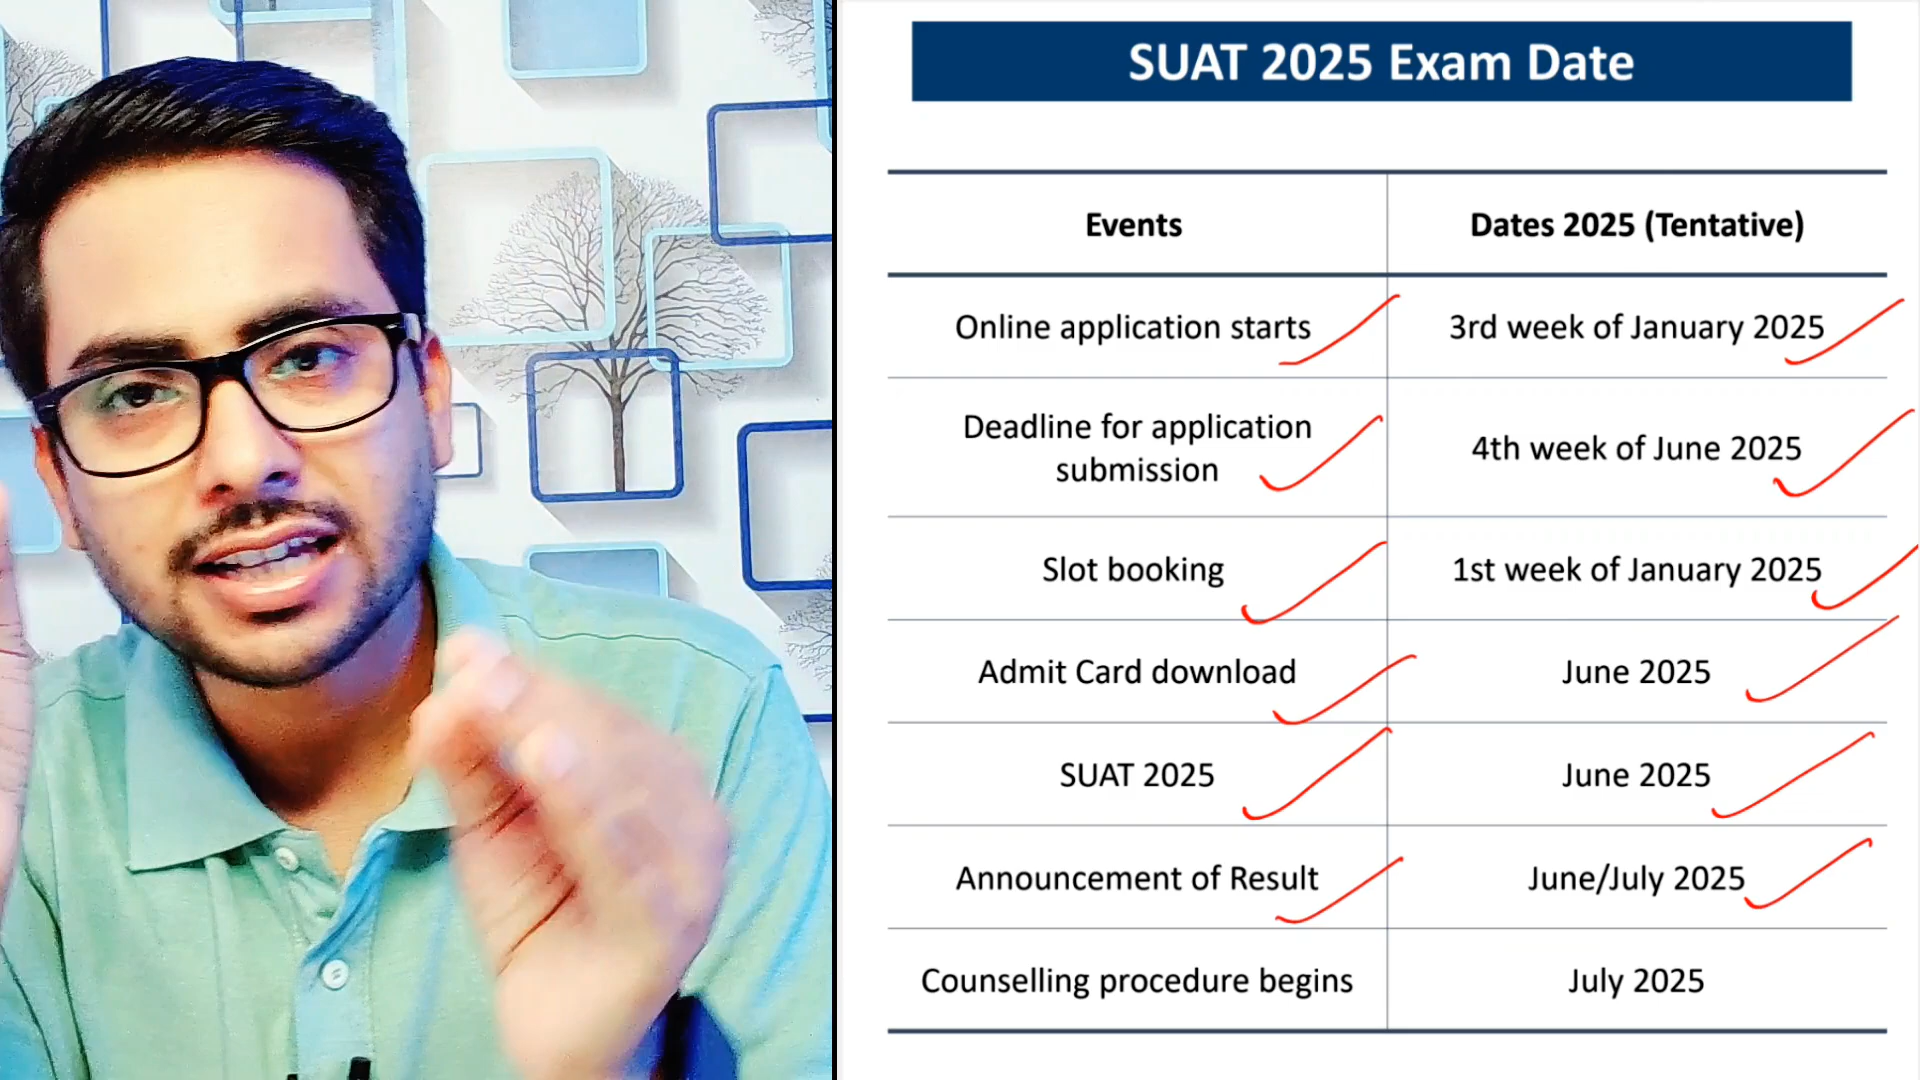 SUAT 2025 Exam Date
Events
Dates 2025 (Tentative)
Online application starts
3rd week of January 2025
Deadline for application
submission
4th week of June 2025
Slot booking
1st week of January 2025
Admit Card download
June 2025
SUAT 2025
June 2025
Announcement of Result
June/July 2025
Counselling procedure begins
July 2025